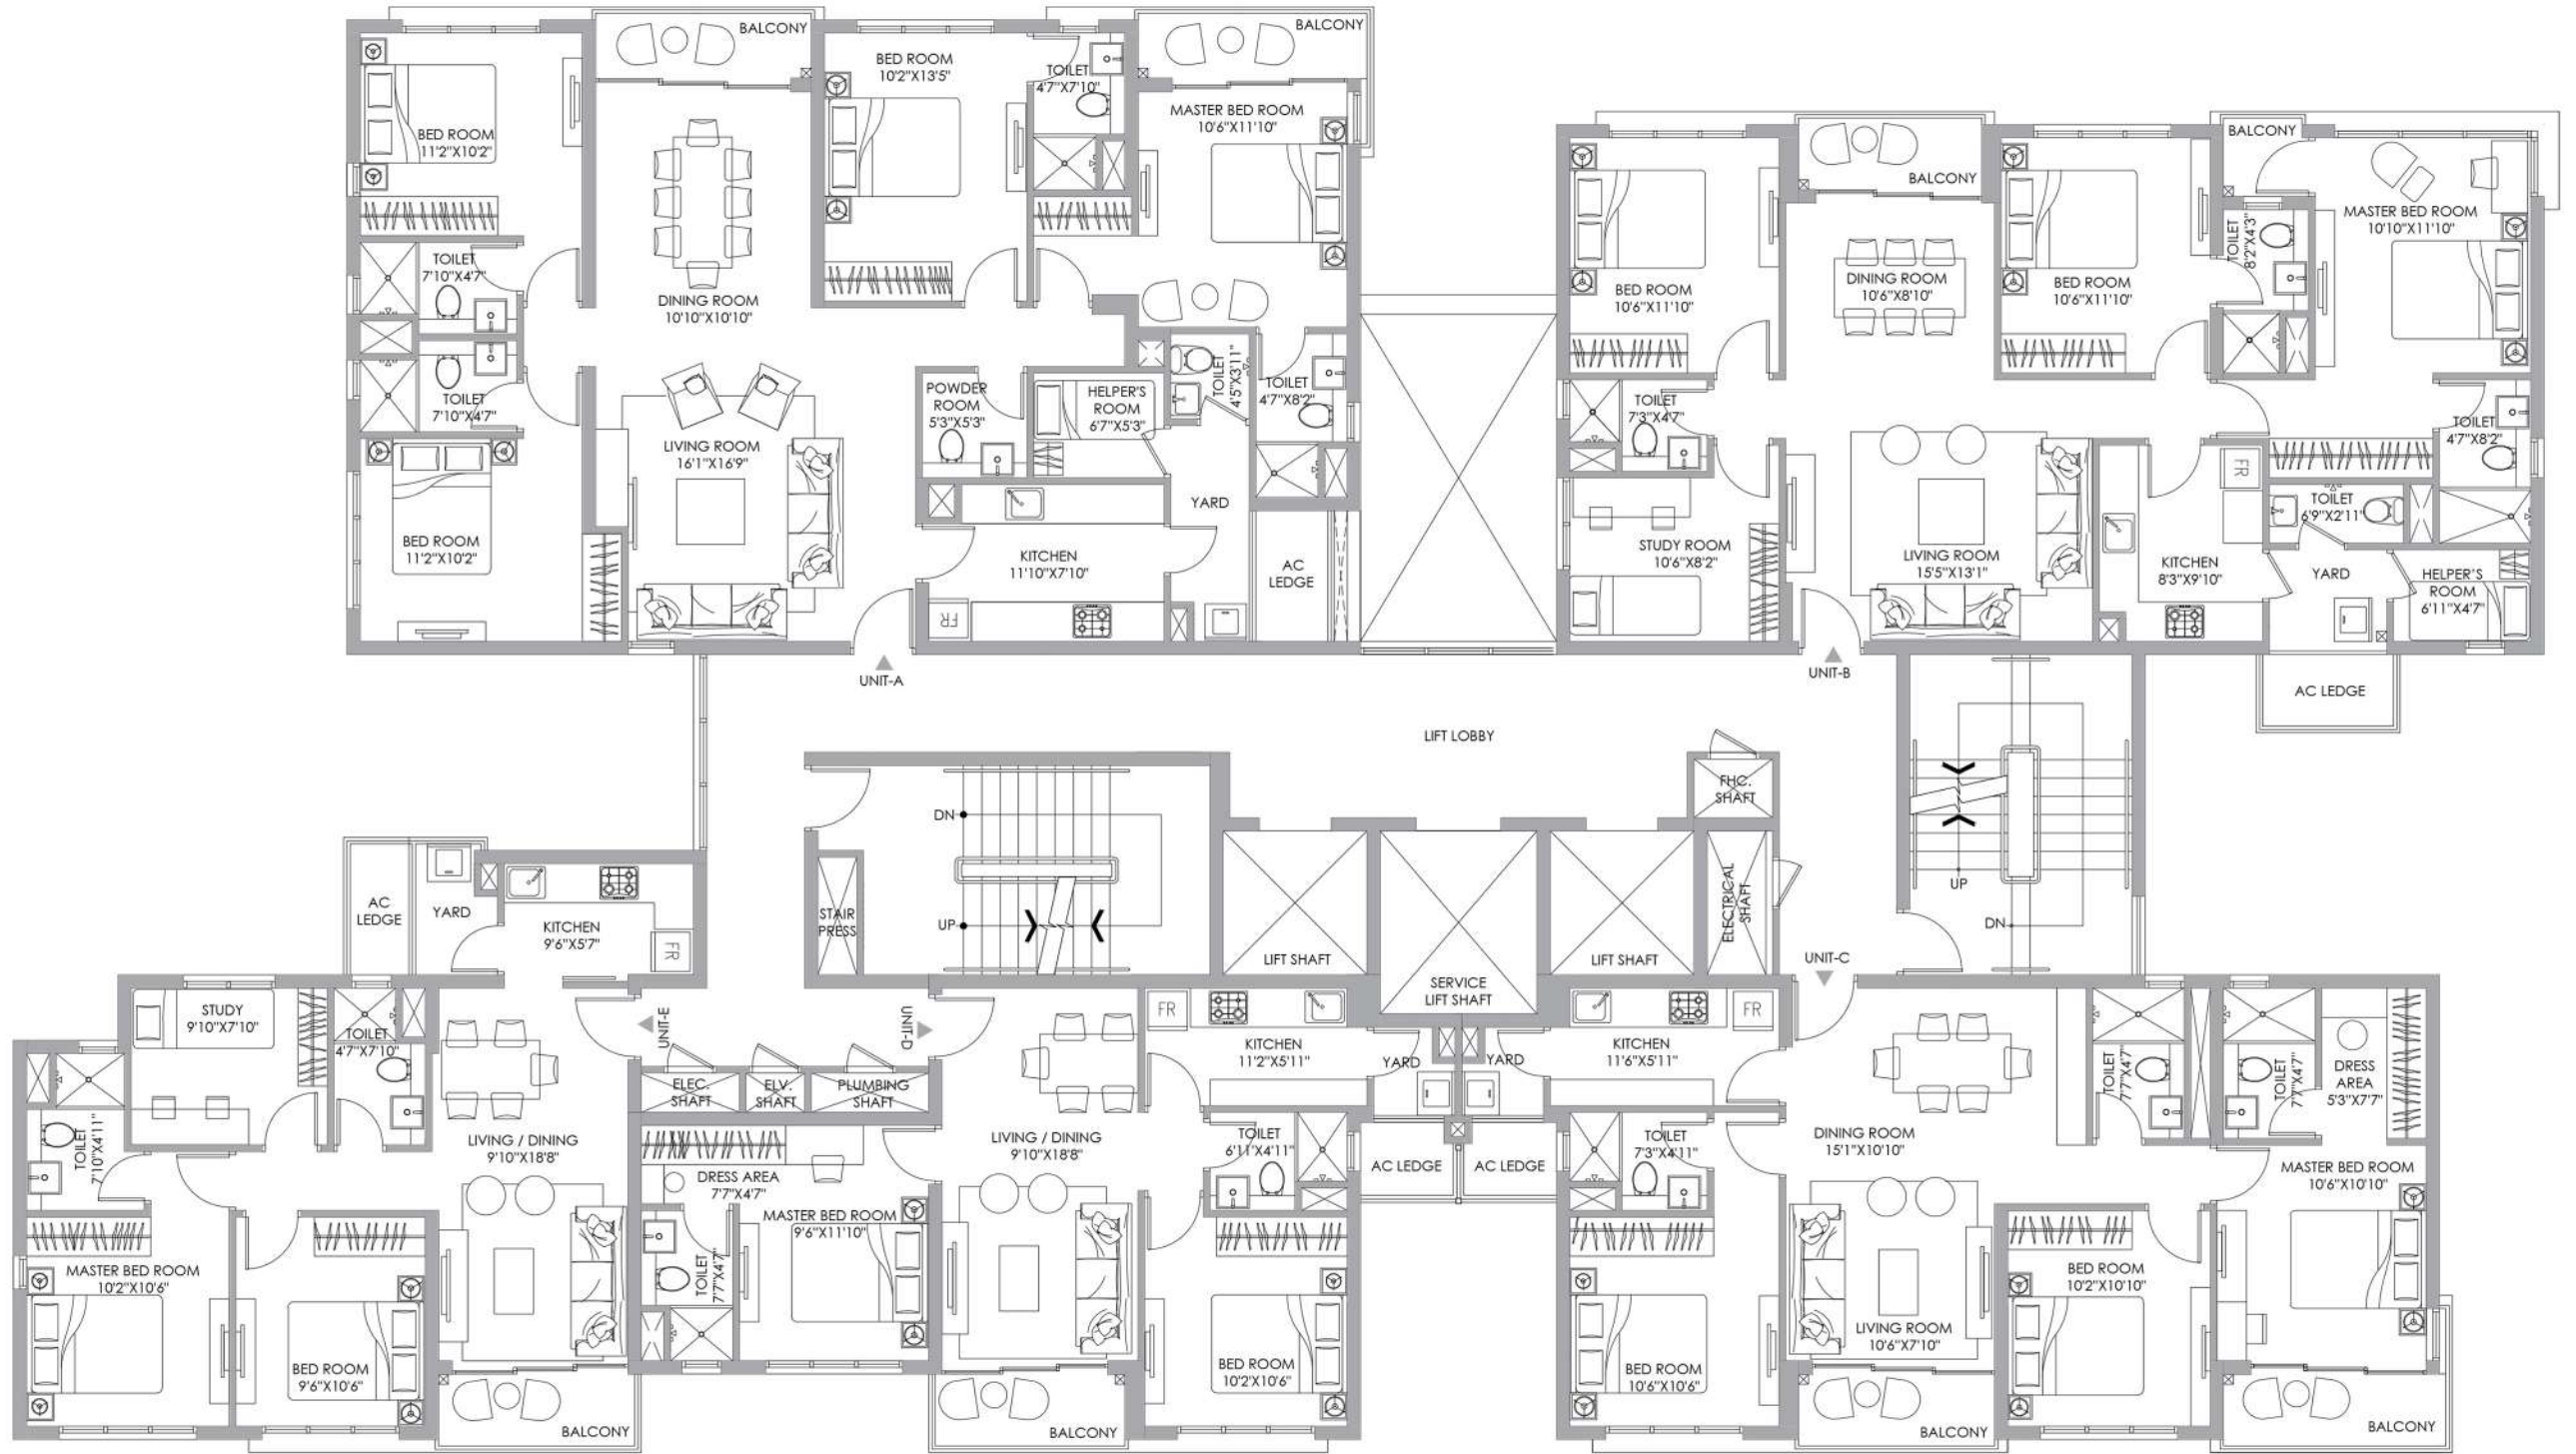 BALCONY
BED ROOM
11'2"X10'2"
TOILET
7'10"X4'7"
TOILET
7'10"X4'7"
BED ROOM
11'2"X10'2"
DINING ROOM
10'10"X10'10"
LIVING ROOM
16'1"X16'9"
BED ROOM
10'2"X13'5"
TOILET
4'7"X7'10"
BALCONY
MASTER BED ROOM
10'6"X11'10"
POWDER
ROOM
5'3"X5'3"
HELPER'S
ROOM
6'7"X5'3"
TOILET
4'5"X3'11"
TOILET
4'7"X8'2"
YARD
KITCHEN
11'10"X7'10"
FR
AC
LEDGE
UNIT-A
BED ROOM
10'6"X11'10"
BALCONY
DINING ROOM
10'6"X8'10"
BED ROOM
10'6"X11'10"
BALCONY
TOILET
8'2"X4'3"
MASTER BED ROOM
10'10"X11'10"
TOILET
7'3"X4'7"
STUDY ROOM
10'6"X8'2"
LIVING ROOM
15'5"X13'1"
FR
KITCHEN
8'3"X9'10"
TOILET
4'7"X8'2"
TOILET
6'9"X2'11"
YARD
HELPER'S
ROOM
6'11"X4'7"
UNIT-B
AC LEDGE
LIFT LOBBY
FHC.
SHAFT
DN
UP
STAIR
PRESS
LIFT SHAFT
SERVICE
LIFT SHAFT
LIFT SHAFT
ELECTRICAL
SHAFT
UP
DN
AC
LEDGE
YARD
KITCHEN
9'6"X5'7"
FR
STUDY
9'10"X7'10"
TOILET
4'7"X7'10"
TOILET
7'10"X4'11"
LIVING / DINING
9'10"X18'8"
MASTER BED ROOM
10'2"X10'6"
BED ROOM
9'6"X10'6"
BALCONY
UNIT-E
UNIT-D
ELEC.
SHAFT
ELV.
SHAFT
PLUMBING
SHAFT
DRESS AREA
7'7"X4'7"
MASTER BED ROOM
9'6"X11'10"
TOILET
7'7"X4'7"
LIVING / DINING
9'10"X18'8"
FR
KITCHEN
11'2"X5'11"
YARD
TOILET
6'11"X4'11"
AC LEDGE
BED ROOM
10'2"X10'6"
BALCONY
UNIT-C
YARD
KITCHEN
11'6"X5'11"
FR
AC LEDGE
TOILET
7'3"X4'11"
BED ROOM
10'6"X10'6"
DINING ROOM
15'1"X10'10"
LIVING ROOM
10'6"X7'10"
BALCONY
TOILET
7'7"X4'7"
TOILET
7'7"X4'7"
DRESS
AREA
5'3"X7'7"
MASTER BED ROOM
10'6"X10'10"
BED ROOM
10'2"X10'10"
BALCONY